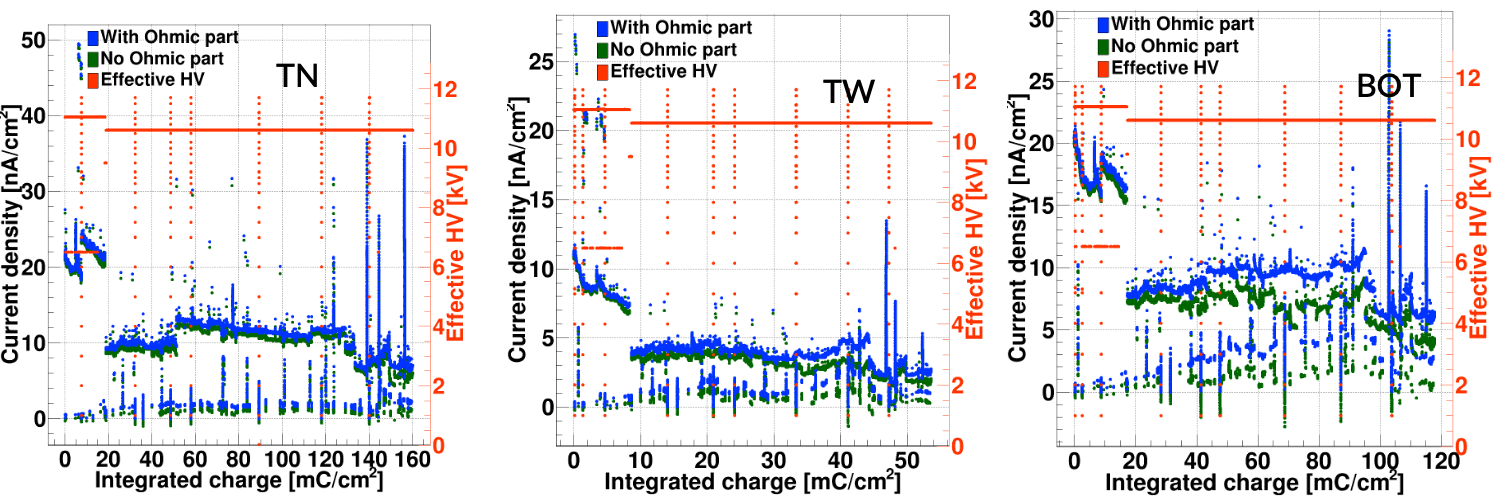 With Ohmic part
No Ohmic part
Effective HV
TN
50
40
30
20
10
0
12
10
8
6
4
2
0
0 20 40 60 80 100 120 140 160
Current density [nA/cm²]
Effective HV [kV]
Integrated charge [mC/cm²]
With Ohmic part
No Ohmic part
Effective HV
TW
25
20
15
10
5
0
12
10
8
6
4
2
0
0 10 20 30 40 50
Current density [nA/cm²]
Effective HV [kV]
Integrated charge [mC/cm²]
With Ohmic part
No Ohmic part
Effective HV
BOT
30
25
20
15
10
5
0
12
10
8
6
4
2
0
0 20 40 60 80 100 120
Current density [nA/cm²]
Effective HV [kV]
Integrated charge [mC/cm²]